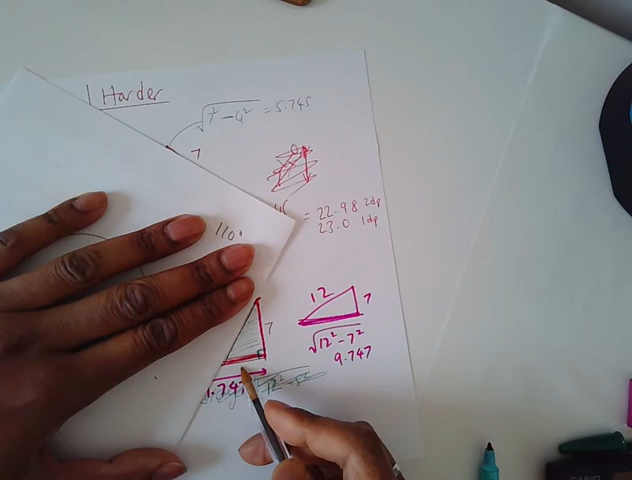 1 Harder
√7² - 4² = 5.745
7
110°
= 22.98 2dp
23.0 1dp
12
7
7
√12² - 7²
9.747